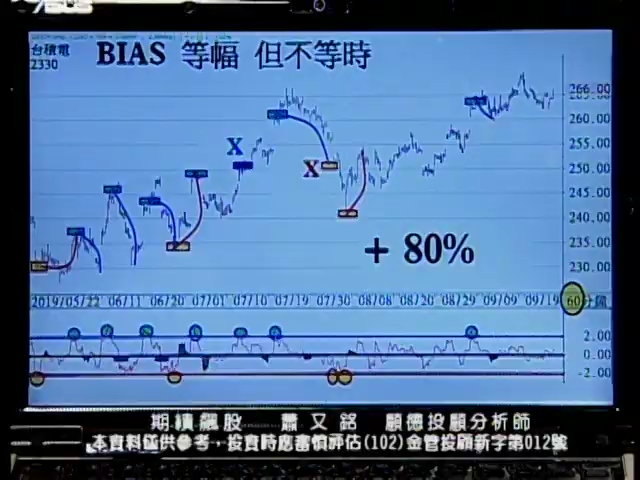 ASUS
台積電 BIAS 等幅 但不等時
2330
266.00
260.00
255.00
250.00
245.00
240.00
235.00
230.00
X
X
+ 80%
2019/05/22 06/11 06/20 07/01 07/10 07/19 07/30 08/08 08/20 08/29 09/09 09/19 60分圖
2.00
0.00
-2.00
期績飆股 蕭又銘 顧德投顧分析師
本資料僅供參考，投資時應審慎評估(102)金管投顧新字第012號